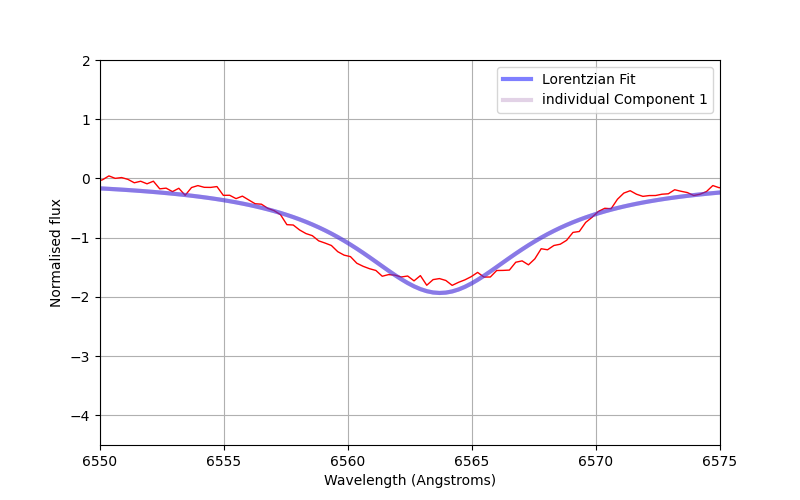 Lorentzian Fit
individual Component 1
2
1
0
−1
−2
−3
−4
Normalised flux
6550 6555 6560 6565 6570 6575
Wavelength (Angstroms)